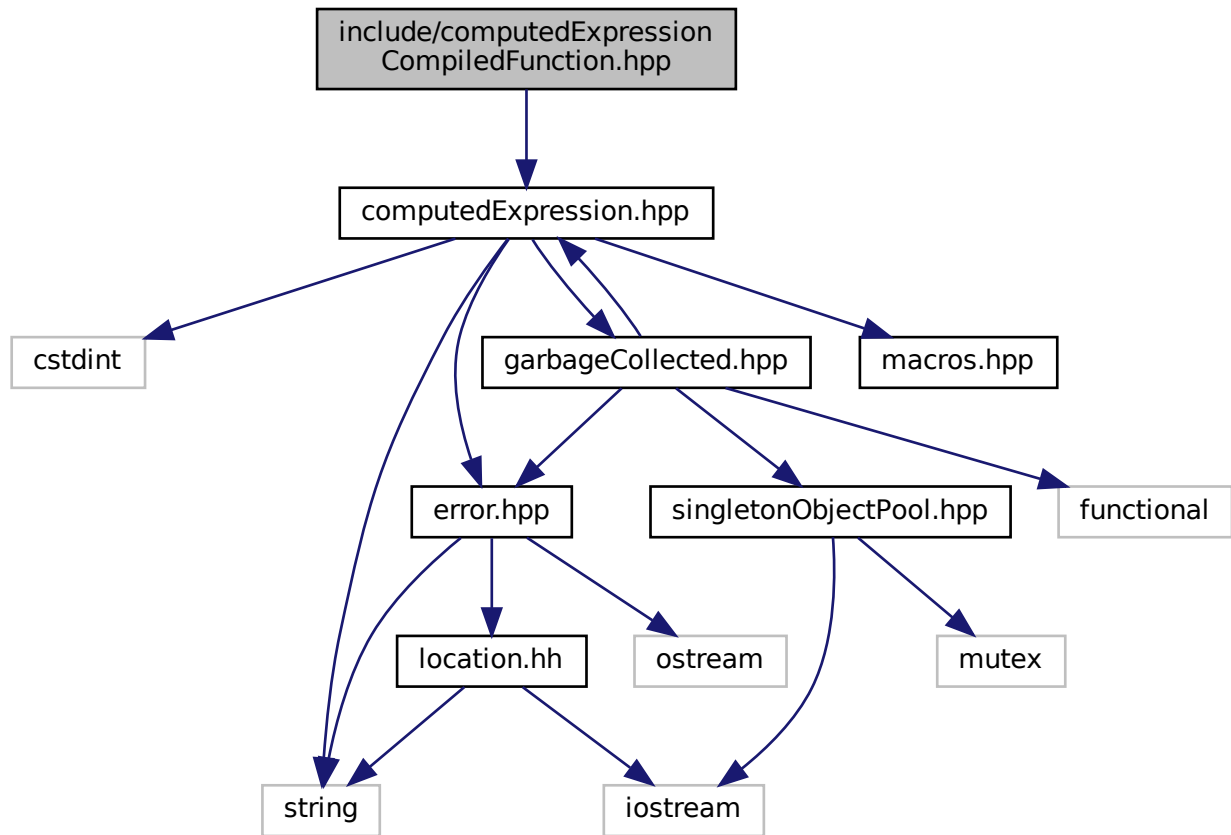 include/computedExpression
CompiledFunction.hpp
computedExpression.hpp
cstdint
garbageCollected.hpp
macros.hpp
error.hpp
singletonObjectPool.hpp
functional
location.hh
ostream
mutex
string
iostream